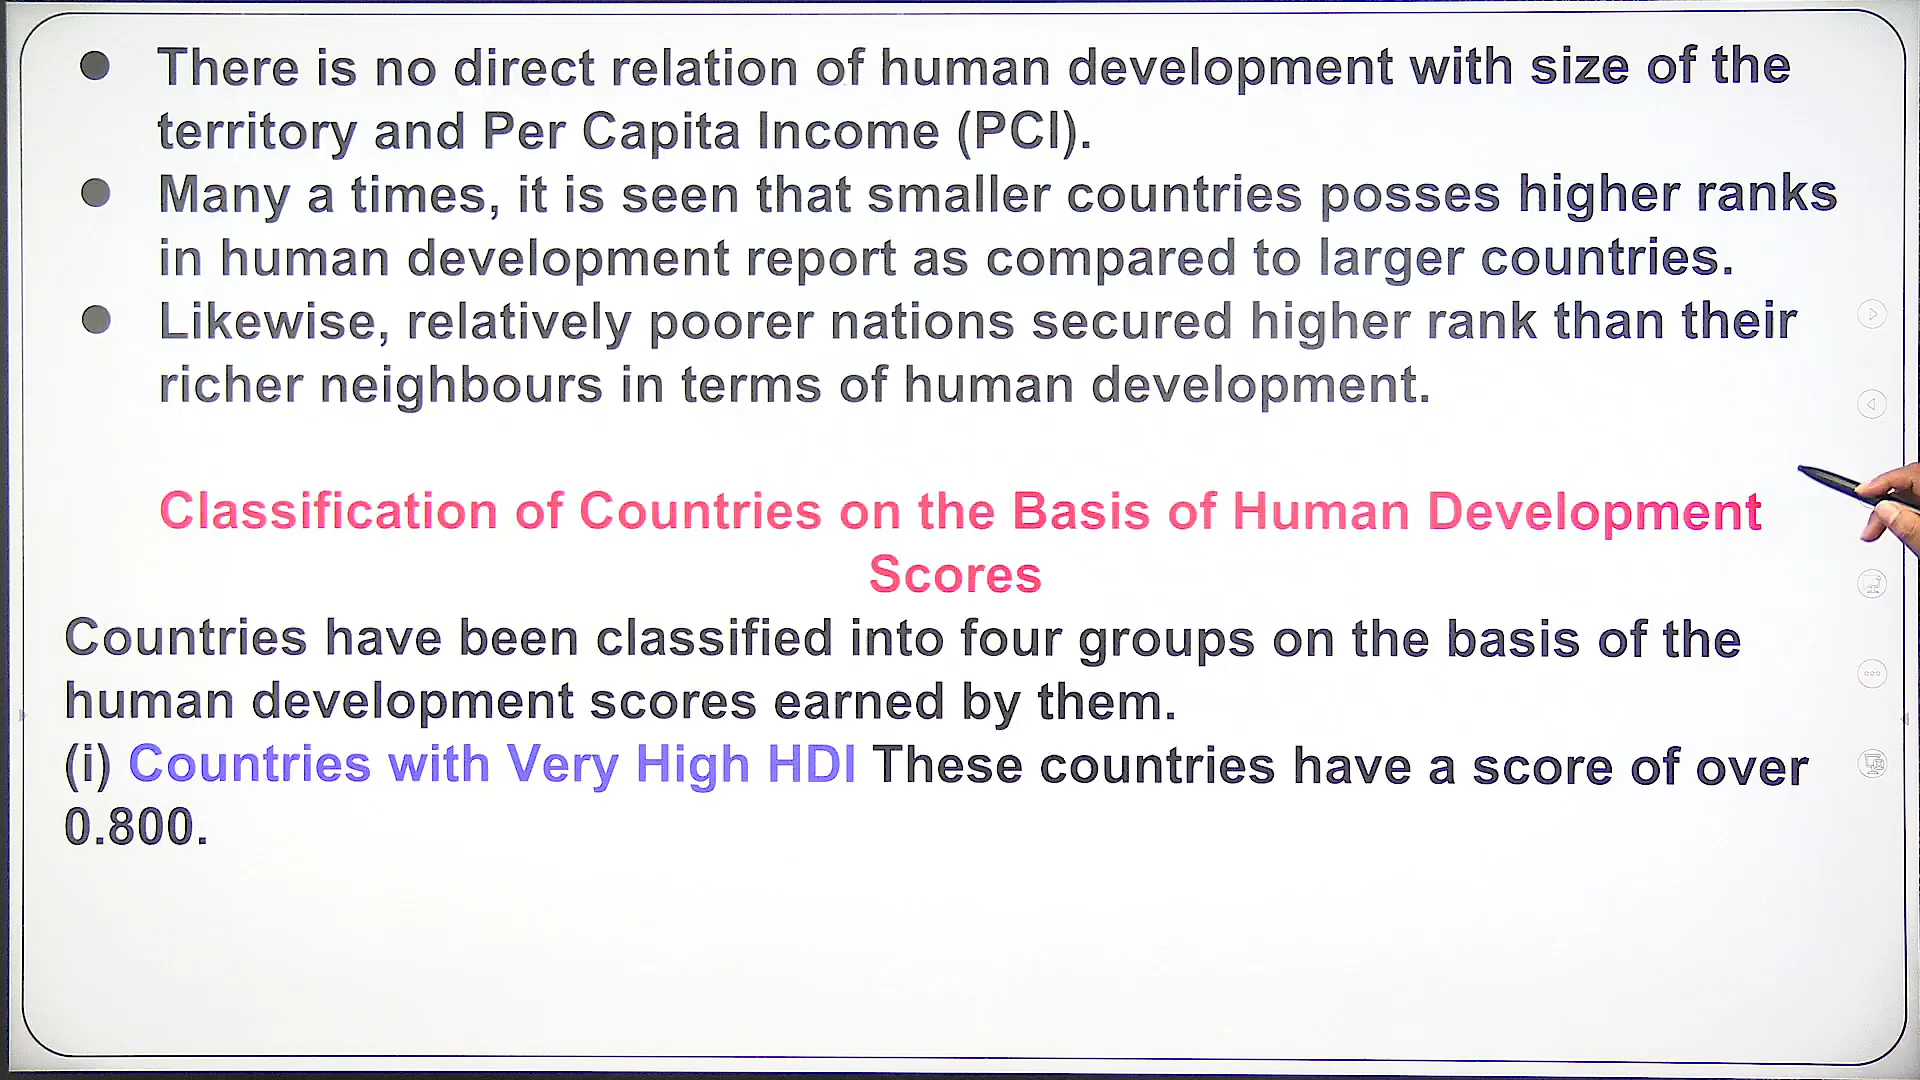 ● There is no direct relation of human development with size of the
territory and Per Capita Income (PCI).
● Many a times, it is seen that smaller countries posses higher ranks
in human development report as compared to larger countries.
● Likewise, relatively poorer nations secured higher rank than their
richer neighbours in terms of human development.
Classification of Countries on the Basis of Human Development
Scores
Countries have been classified into four groups on the basis of the
human development scores earned by them.
(i) Countries with Very High HDI These countries have a score of over
0.800.